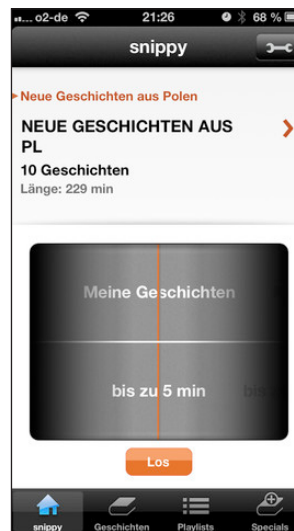 o2-de 21:26 68 %
snippy
Neue Geschichten aus Polen
NEUE GESCHICHTEN AUS
PL
10 Geschichten
Länge: 229 min
Meine Geschichten
bis zu 5 min
Los
snippy Geschichten Playlists Specials